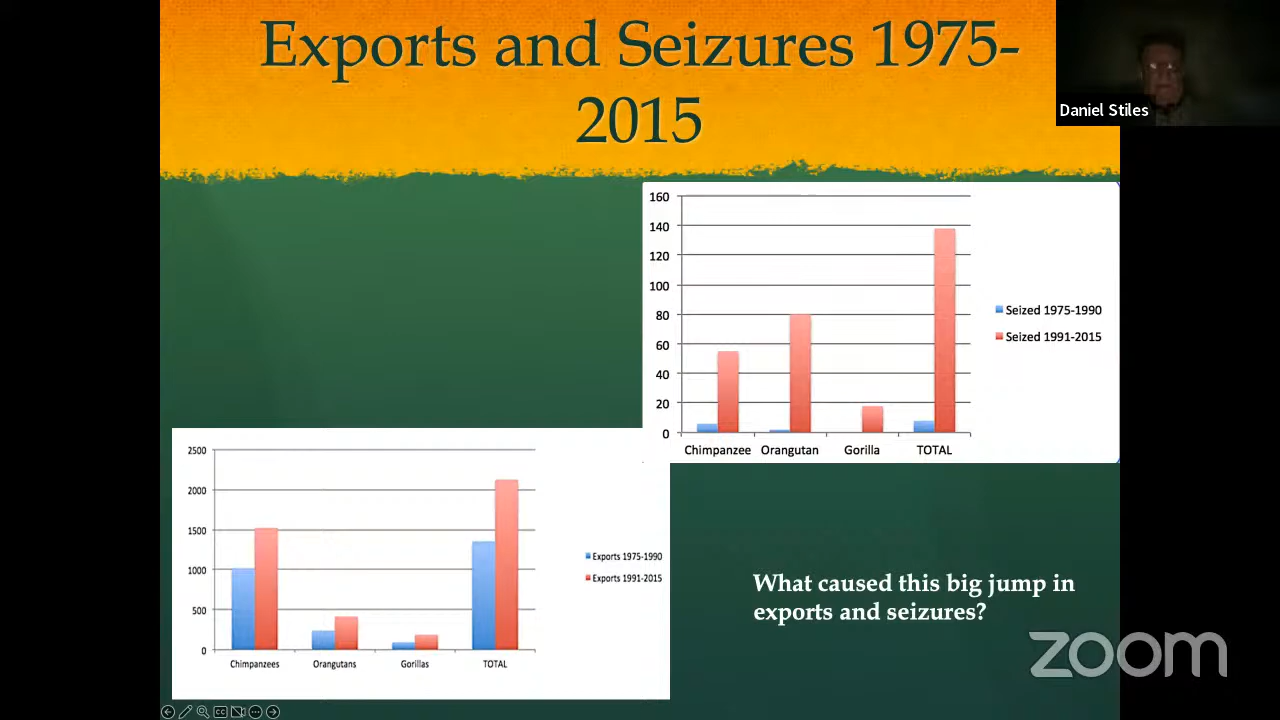 Exports and Seizures 1975-
2015
Daniel Stiles
160
140
120
100
80
60
40
20
0
Chimpanzee Orangutan Gorilla TOTAL
Seized 1975-1990
Seized 1991-2015
2500
2000
1500
1000
500
0
Chimpanzees Orangutans Gorillas TOTAL
Exports 1975-1990
Exports 1991-2015
What caused this big jump in
exports and seizures?
zoom
CC